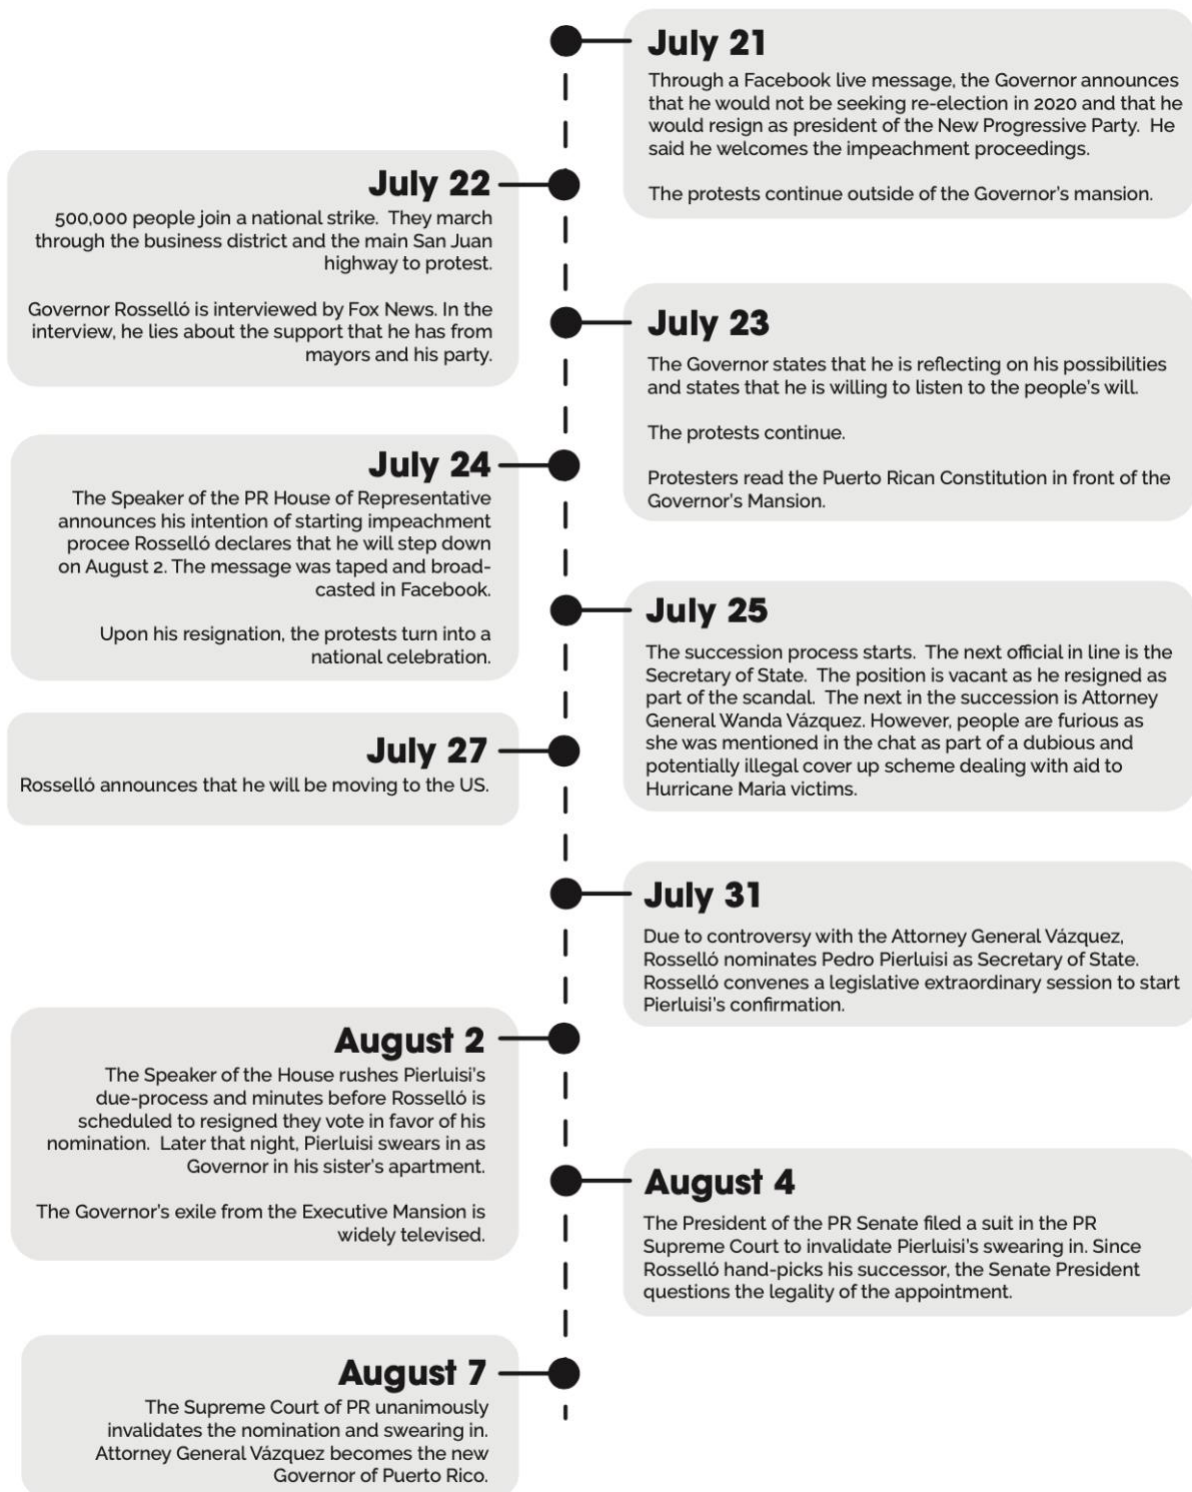 July 21
Through a Facebook live message, the Governor announces
that he would not be seeking re-election in 2020 and that he
would resign as president of the New Progressive Party.  He
said he welcomes the impeachment proceedings.
The protests continue outside of the Governor's mansion.
July 22
500,000 people join a national strike.  They march
through the business district and the main San Juan
highway to protest.
Governor Rosselló is interviewed by Fox News. In the
interview, he lies about the support that he has from
mayors and his party.
July 23
The Governor states that he is reflecting on his possibilities
and states that he is willing to listen to the people's will.
The protests continue.
Protesters read the Puerto Rican Constitution in front of the
Governor's Mansion.
July 24
The Speaker of the PR House of Representative
announces his intention of starting impeachment
procee Rosselló declares that he will step down
on August 2. The message was taped and broad-
casted in Facebook.
Upon his resignation, the protests turn into a
national celebration.
July 25
The succession process starts.  The next official in line is the
Secretary of State.  The position is vacant as he resigned as
part of the scandal.  The next in the succession is Attorney
General Wanda Vázquez. However, people are furious as
she was mentioned in the chat as part of a dubious and
potentially illegal cover up scheme dealing with aid to
Hurricane Maria victims.
July 27
Rosselló announces that he will be moving to the US.
July 31
Due to controversy with the Attorney General Vázquez,
Rosselló nominates Pedro Pierluisi as Secretary of State.
Rosselló convenes a legislative extraordinary session to start
Pierluisi's confirmation.
August 2
The Speaker of the House rushes Pierluisi's
due-process and minutes before Rosselló is
scheduled to resigned they vote in favor of his
nomination.  Later that night, Pierluisi swears in as
Governor in his sister's apartment.
The Governor's exile from the Executive Mansion is
widely televised.
August 4
The President of the PR Senate filed a suit in the PR
Supreme Court to invalidate Pierluisi's swearing in. Since
Rosselló hand-picks his successor, the Senate President
questions the legality of the appointment.
August 7
The Supreme Court of PR unanimously
invalidates the nomination and swearing in.
Attorney General Vázquez becomes the new
Governor of Puerto Rico.